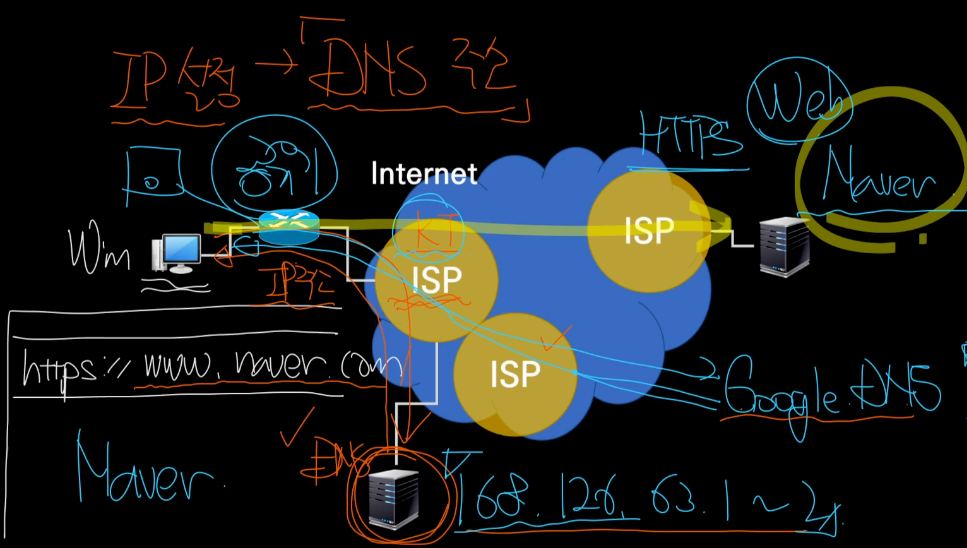 IP 설정 → 「DNS 주소」
Web
HTTPS
공유기
Naver
Internet
KT
ISP
ISP
Win
IP주소
ISP
https://www.naver.com
Google.DNS
DNS
Naver.
168.126.63.1 ~ 2